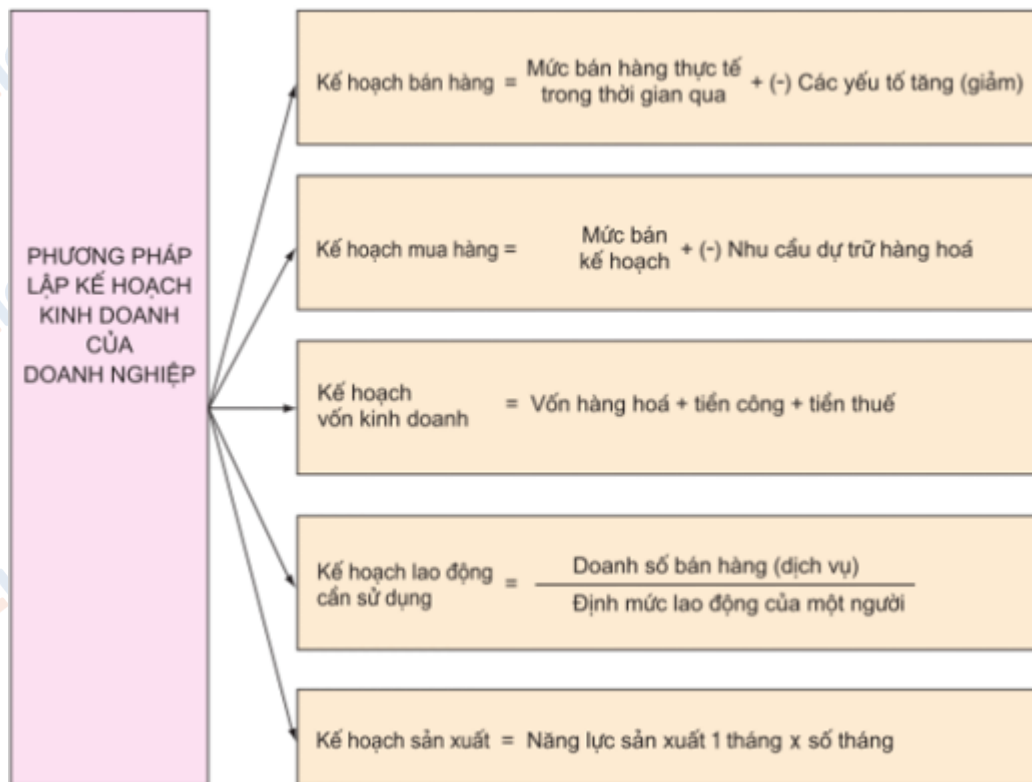 PHƯƠNG PHÁP
LẬP KẾ HOẠCH
KINH DOANH
CỦA
DOANH NGHIỆP
Kế hoạch bán hàng = Mức bán hàng thực tế trong thời gian qua + (-) Các yếu tố tăng (giảm)
Kế hoạch mua hàng = Mức bán kế hoạch + (-) Nhu cầu dự trữ hàng hoá
Kế hoạch
vốn kinh doanh = Vốn hàng hoá + tiền công + tiền thuế
Kế hoạch lao động
cần sử dụng =
Doanh số bán hàng (dịch vụ)
Định mức lao động của một người
Kế hoạch sản xuất = Năng lực sản xuất 1 tháng x số tháng